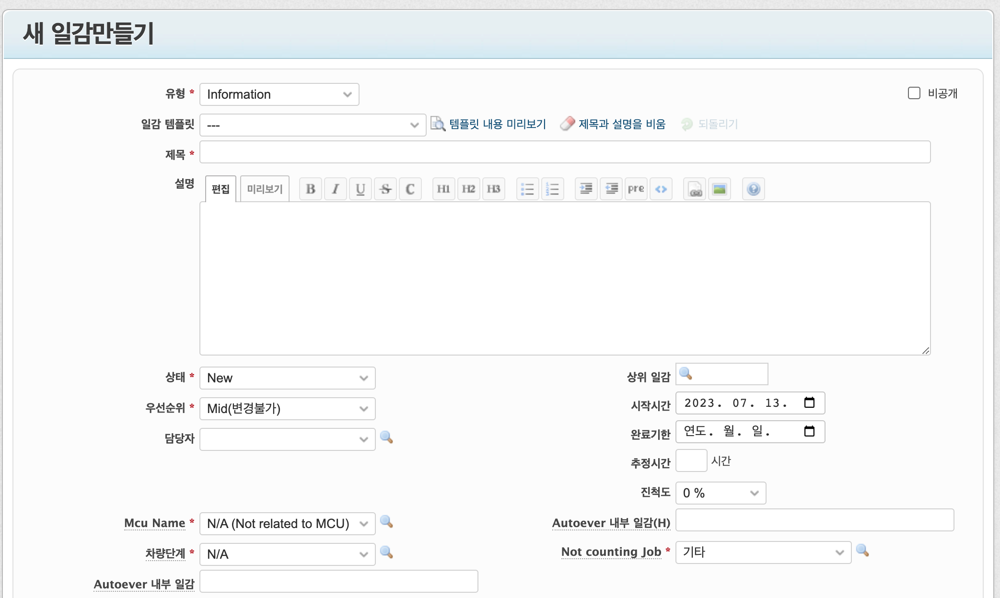 새 일감만들기
유형 * Information
비공개
일감 템플릿 --- 템플릿 내용 미리보기 제목과 설명을 비움 되돌리기
제목 *
설명 편집 미리보기 B I U S C H1 H2 H3 pre <>
상태 * New
상위 일감
우선순위 * Mid(변경불가)
시작시간 2023. 07. 13.
담당자
완료기한 연도. 월. 일.
추정시간 시간
진척도 0 %
Mcu Name * N/A (Not related to MCU)
Autoever 내부 일감(H)
차량단계 * N/A
Not counting Job * 기타
Autoever 내부 일감